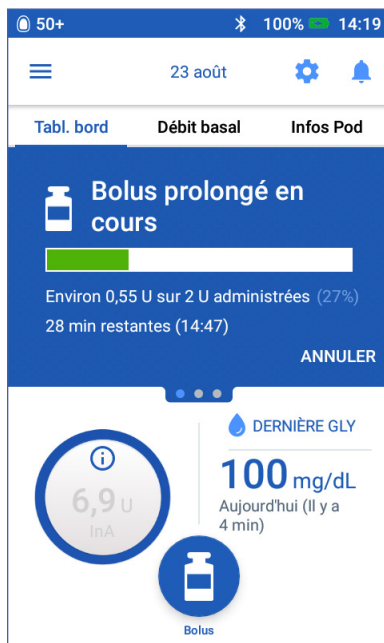 50+ 100% 14:19
23 août
Tabl. bord Débit basal Infos Pod
Bolus prolongé en
cours
Environ 0,55 U sur 2 U administrées (27%)
28 min restantes (14:47)
ANNULER
DERNIÈRE GLY
100 mg/dL
Aujourd'hui (Il y a
4 min)
6,9 U
InA
Bolus